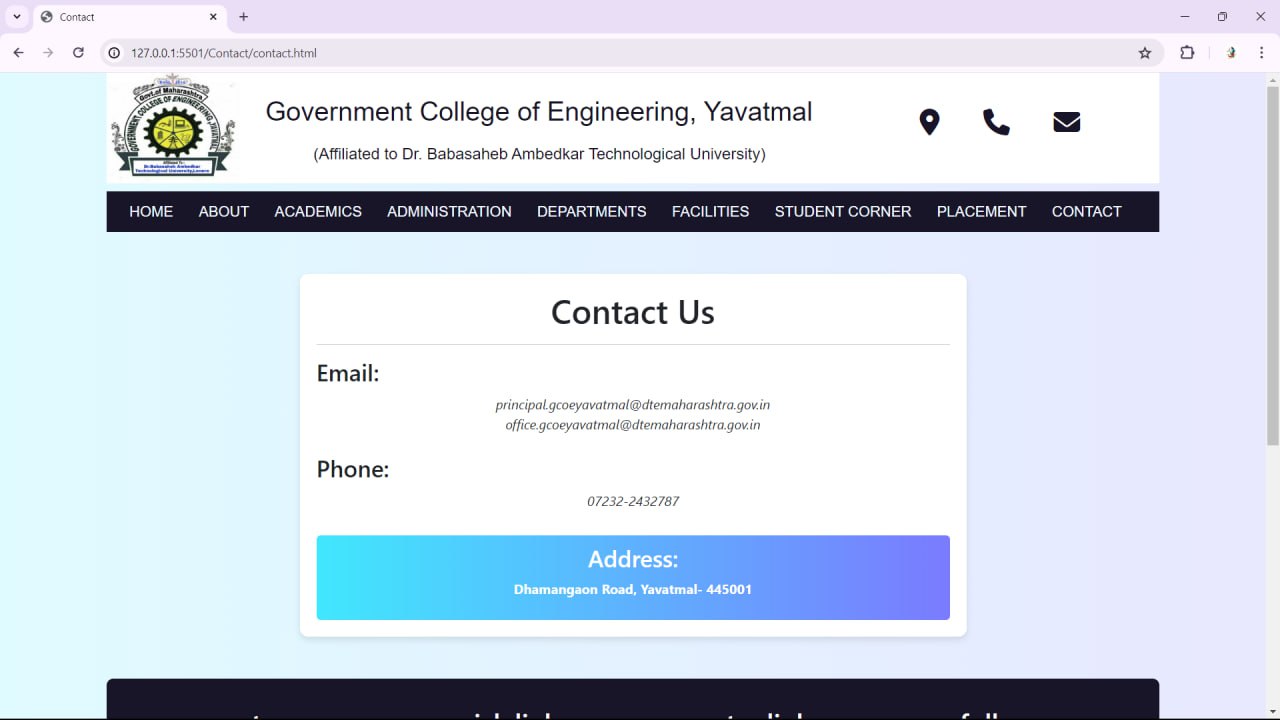 Contact
127.0.0.1:5501/Contact/contact.html
Govt.of Maharashtra
GOVERNMENT COLLEGE OF ENGINEERING, YAVATMAL
Affiliated To:
Dr.Babasaheb Ambedkar
Technological University,Lonere
Government College of Engineering, Yavatmal
(Affiliated to Dr. Babasaheb Ambedkar Technological University)
HOME ABOUT ACADEMICS ADMINISTRATION DEPARTMENTS FACILITIES STUDENT CORNER PLACEMENT CONTACT
Contact Us
Email:
principal.gcoeyavatmal@dtemaharashtra.gov.in
office.gcoeyavatmal@dtemaharashtra.gov.in
Phone:
07232-2432787
Address:
Dhamangaon Road, Yavatmal- 445001